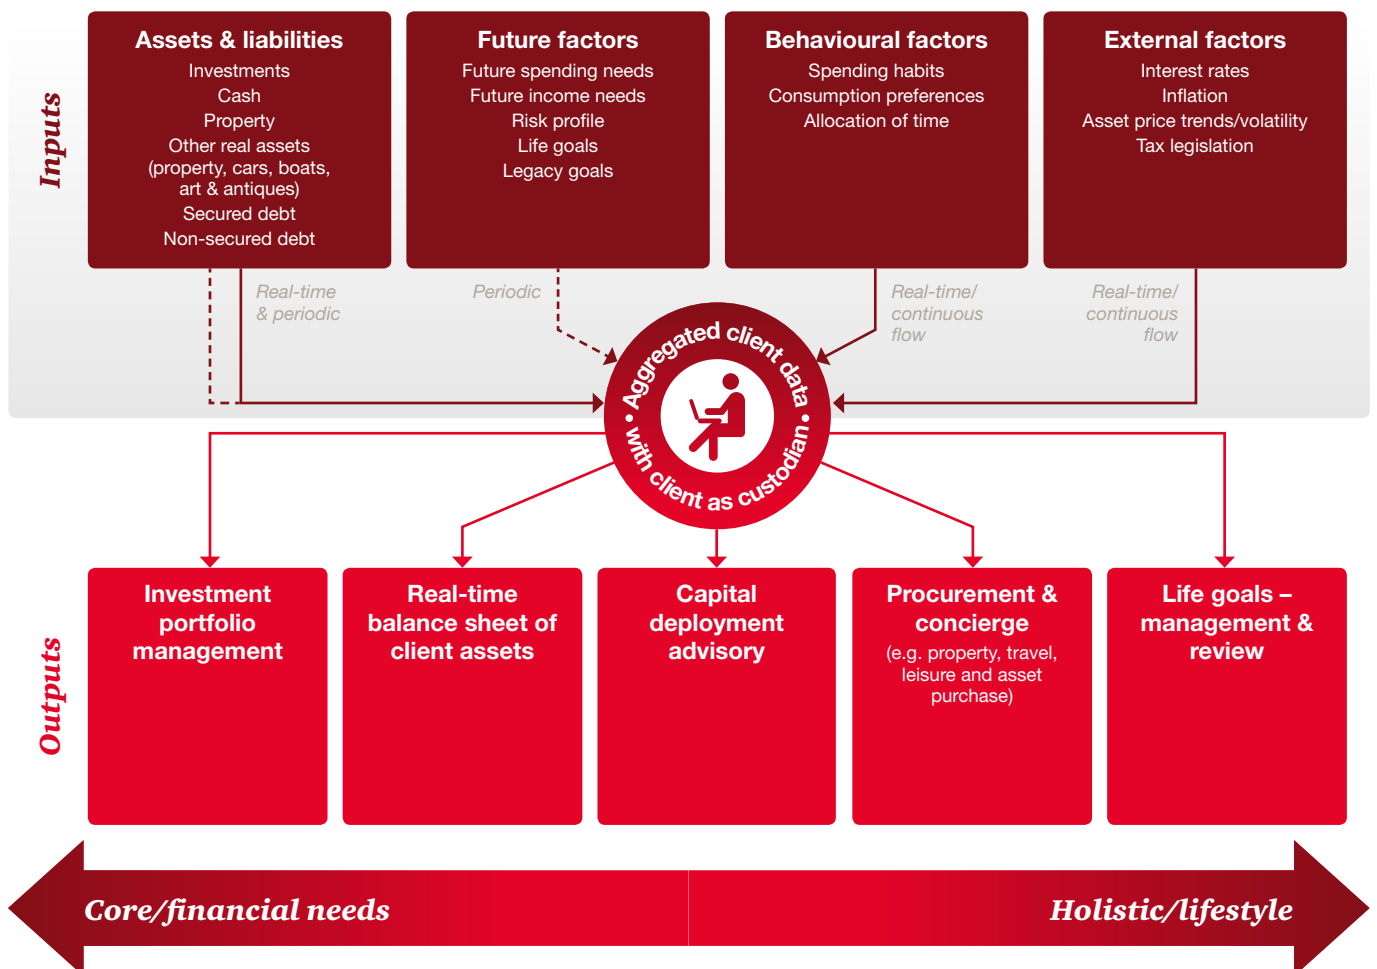 Inputs
Assets & liabilities
Investments
Cash
Property
Other real assets
(property, cars, boats,
art & antiques)
Secured debt
Non-secured debt
Future factors
Future spending needs
Future income needs
Risk profile
Life goals
Legacy goals
Behavioural factors
Spending habits
Consumption preferences
Allocation of time
External factors
Interest rates
Inflation
Asset price trends/volatility
Tax legislation
Real-time
& periodic
Periodic
Real-time/
continuous
flow
Real-time/
continuous
flow
Aggregated client data
• with client as custodian •
Outputs
Investment
portfolio
management
Real-time
balance sheet of
client assets
Capital
deployment
advisory
Procurement &
concierge
(e.g. property, travel,
leisure and asset
purchase)
Life goals –
management &
review
Core/financial needs
Holistic/lifestyle